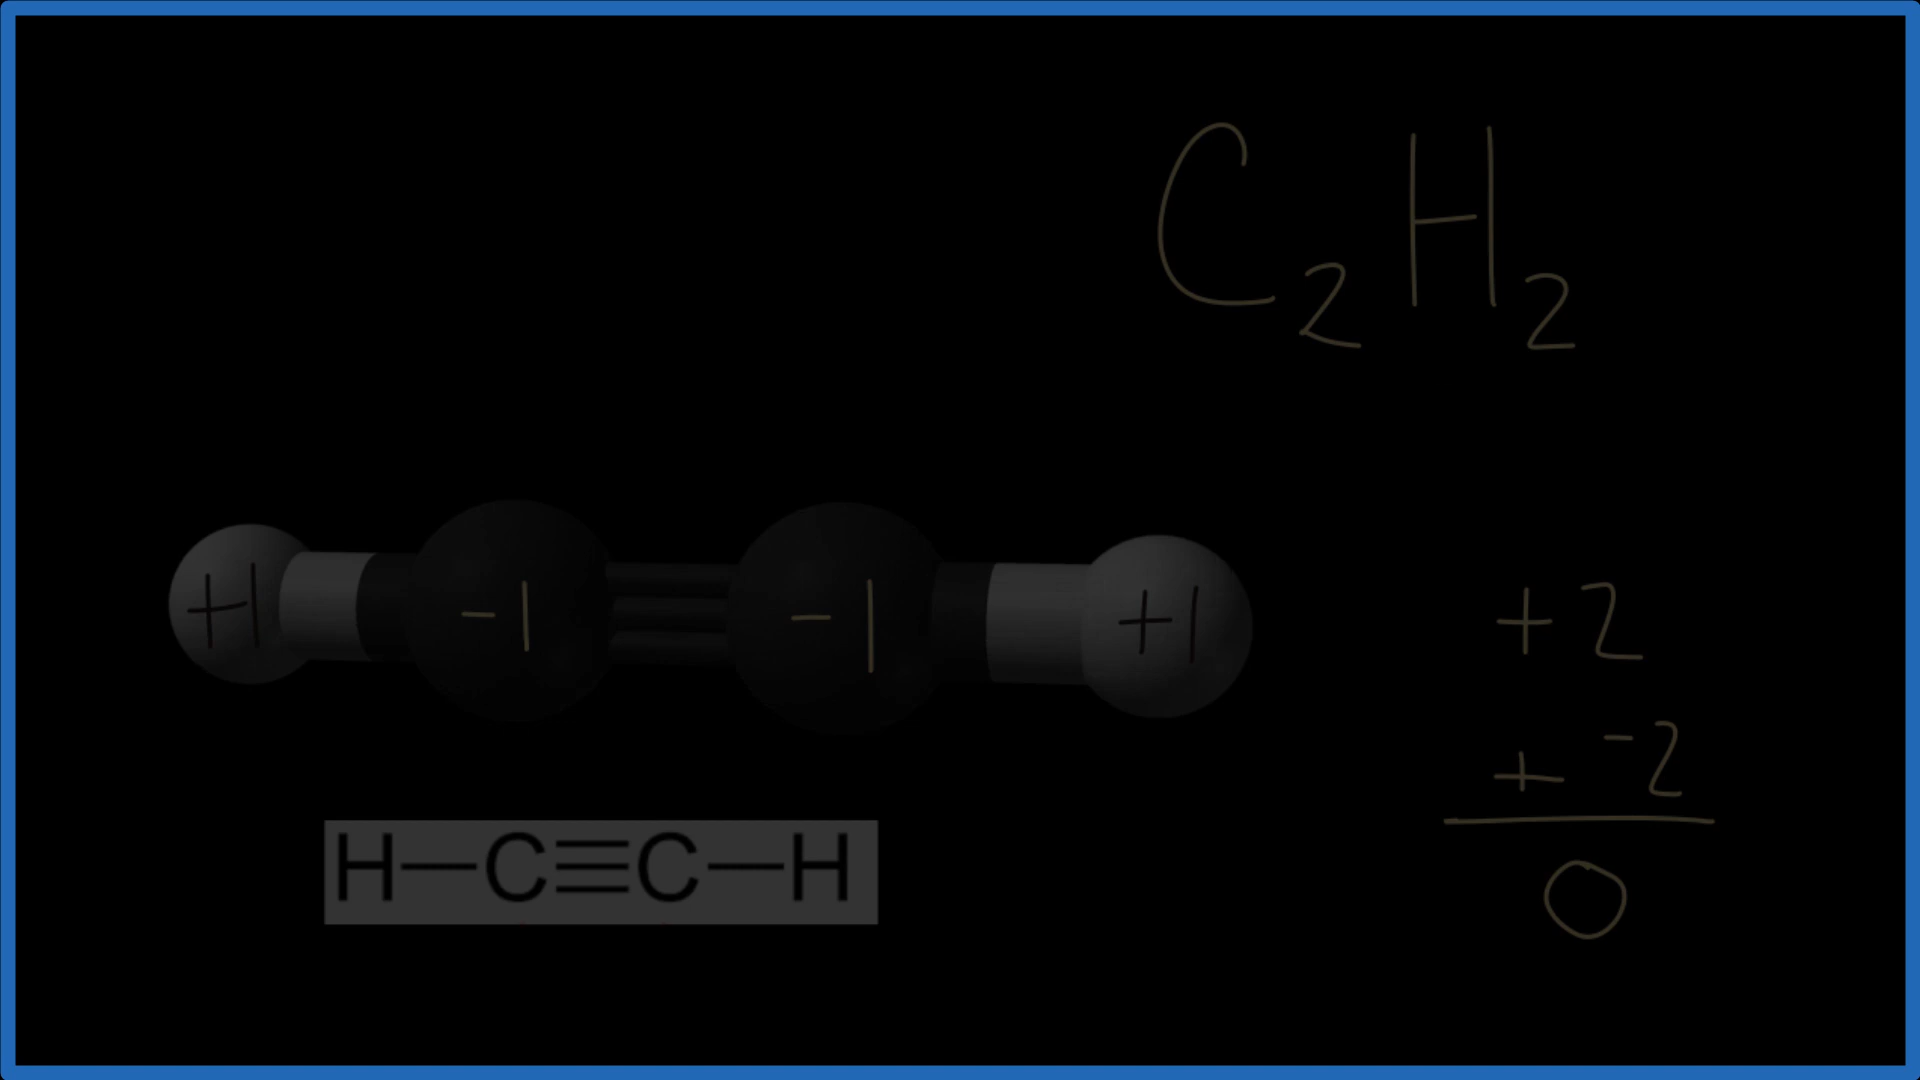 C₂H₂
+1 -1 -1 +1
+2
+ -2
0
H—C≡C—H